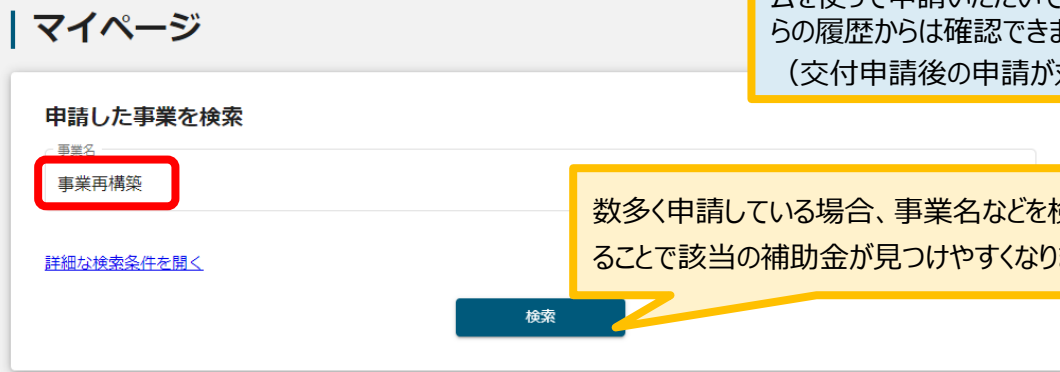 マイページ
らの履歴からは確認できま
（交付申請後の申請が
申請した事業を検索
事業名
事業再構築
数多く申請している場合、事業名などを
ることで該当の補助金が見つけやすくなり
詳細な検索条件を開く
検索